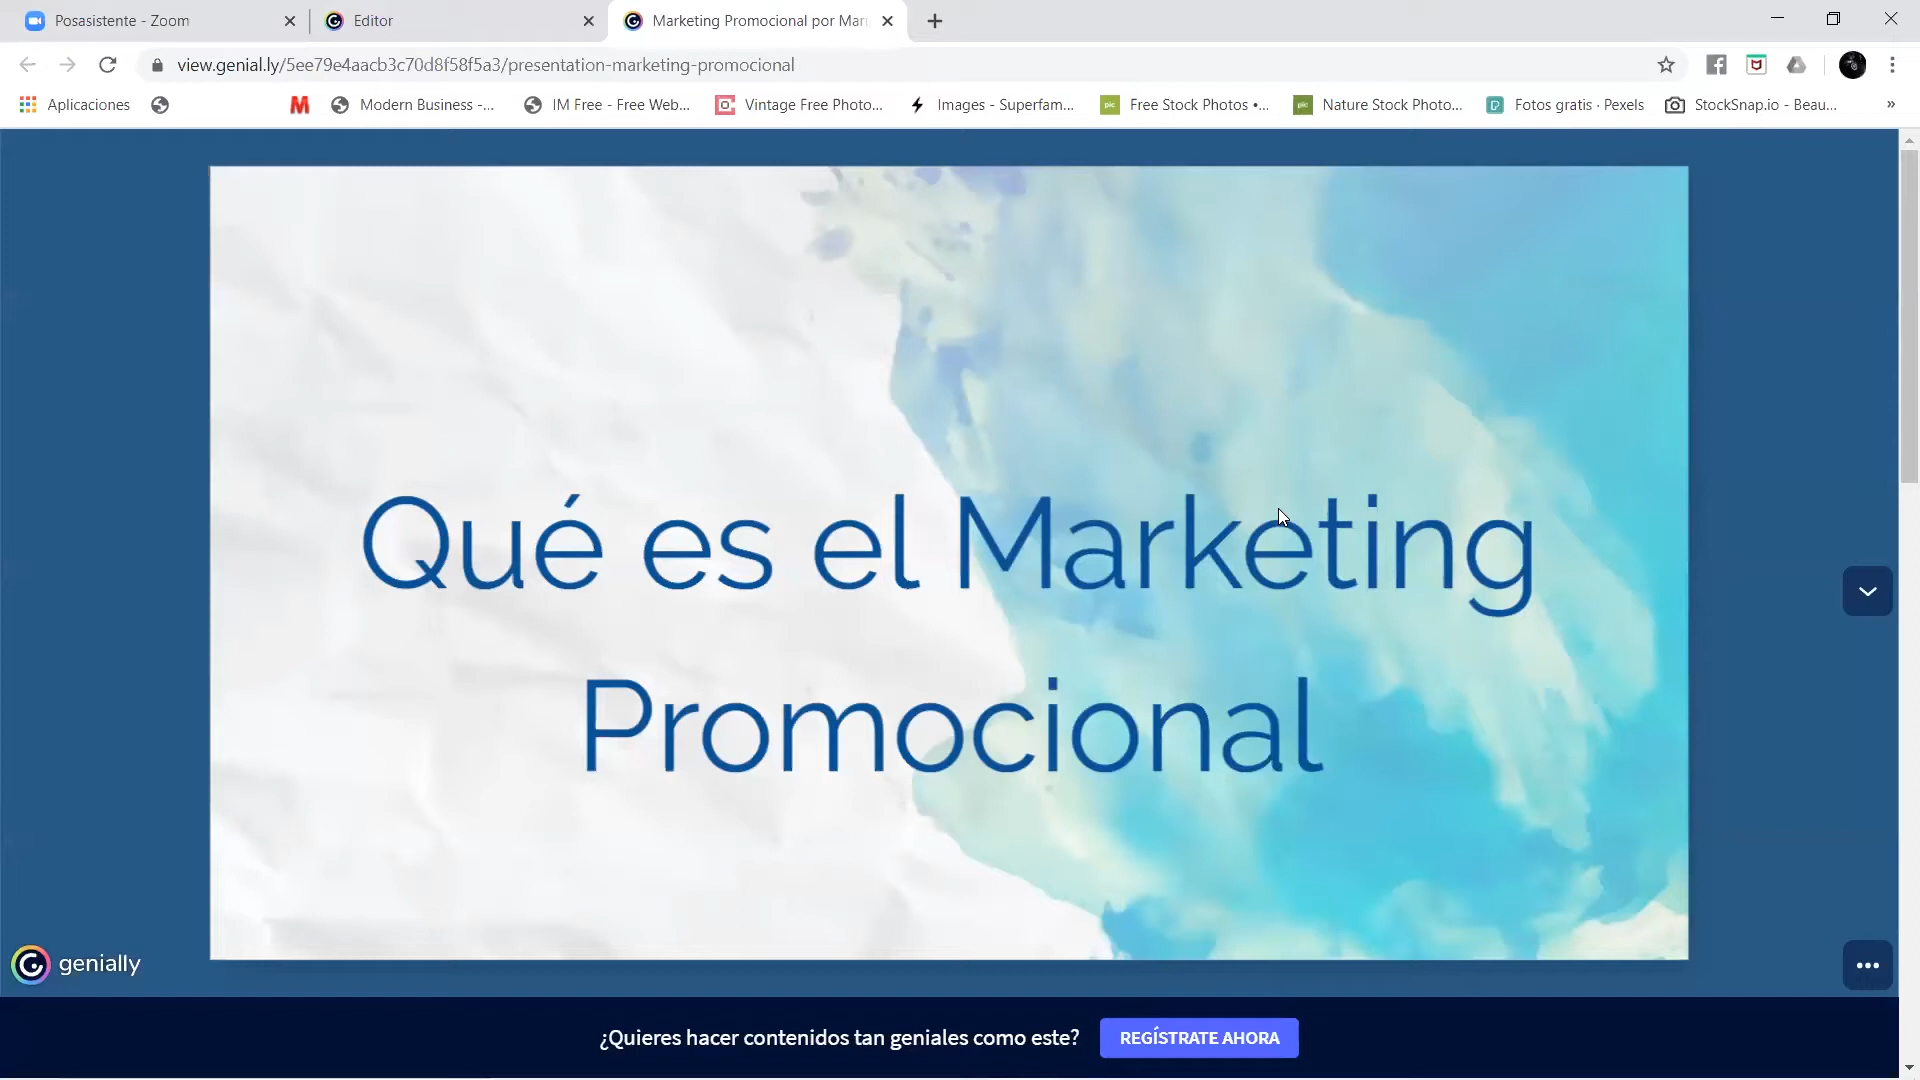 Posasistente - Zoom
Editor
Marketing Promocional por Mar
view.genial.ly/5ee79e4aacb3c70d8f58f5a3/presentation-marketing-promocional
Aplicaciones
Modern Business -...
IM Free - Free Web...
Vintage Free Photo...
Images - Superfam...
Free Stock Photos •...
Nature Stock Photo...
Fotos gratis · Pexels
StockSnap.io - Beau...
Qué es el Marketing
Promocional
genially
¿Quieres hacer contenidos tan geniales como este?
REGÍSTRATE AHORA